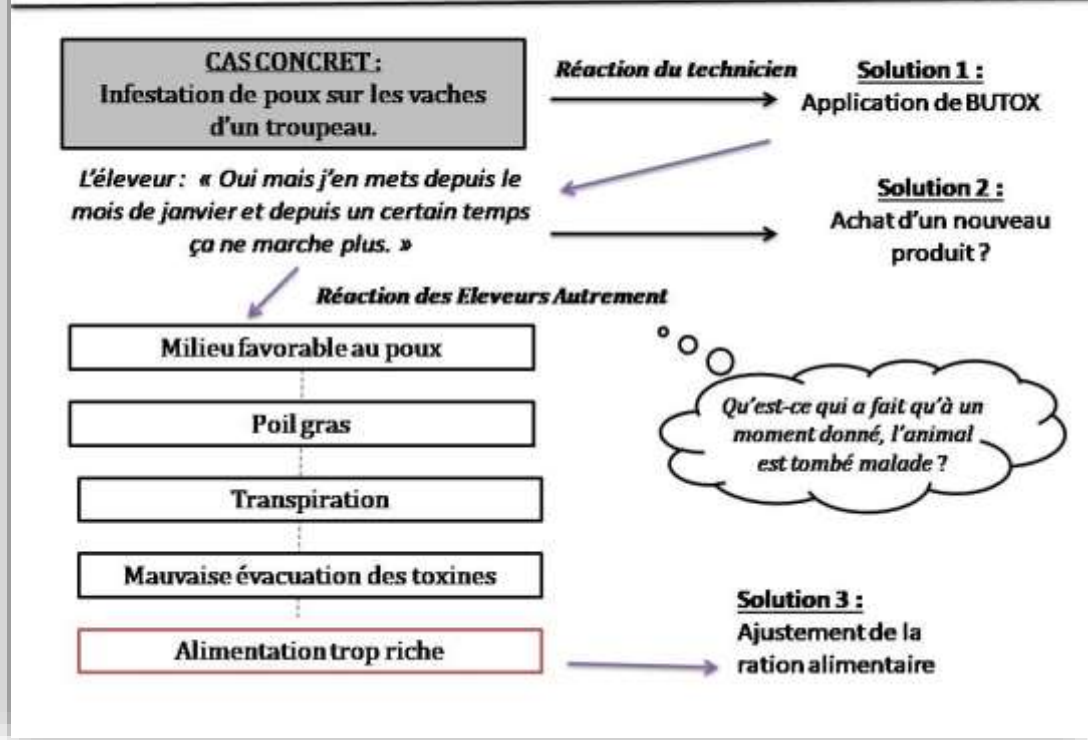 CAS CONCRET :
Infestation de poux sur les vaches
d'un troupeau.
Réaction du technicien
Solution 1 :
Application de BUTOX
L'éleveur : « Oui mais j'en mets depuis le
mois de janvier et depuis un certain temps
ça ne marche plus. »
Solution 2 :
Achat d'un nouveau
produit ?
Réaction des Eleveurs Autrement
Milieu favorable au poux
Poil gras
Transpiration
Mauvaise évacuation des toxines
Alimentation trop riche
Qu'est-ce qui a fait qu'à un
moment donné, l'animal
est tombé malade ?
Solution 3 :
Ajustement de la
ration alimentaire